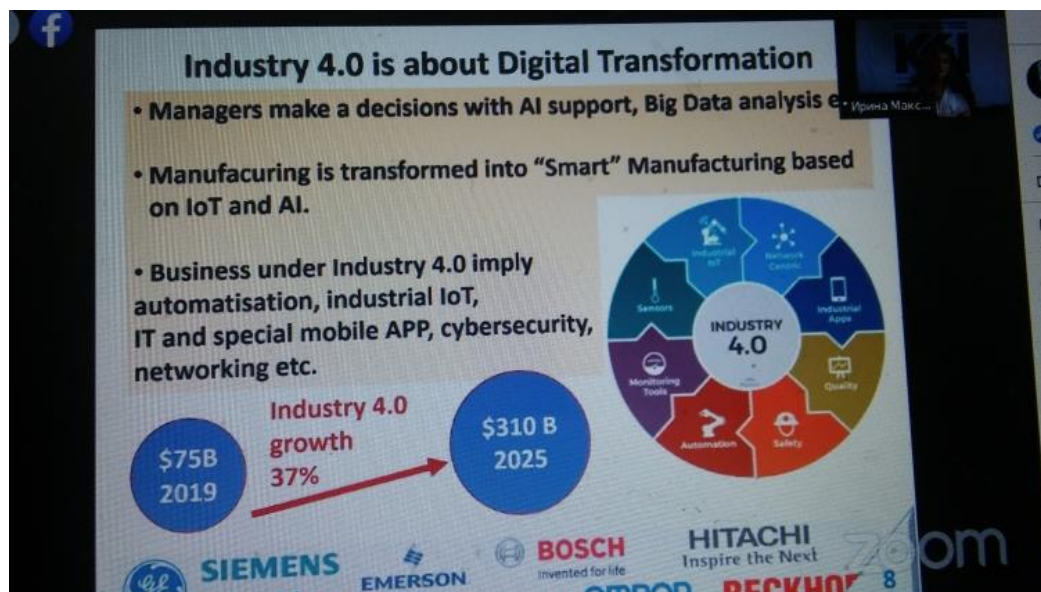 Industry 4.0 is about Digital Transformation
• Managers make a decisions with AI support, Big Data analysis e
Ирина Макс...
• Manufacuring is transformed into “Smart” Manufacturing based
on IoT and AI.
• Business under Industry 4.0 imply
automatisation, industrial IoT,
IT and special mobile APP, cybersecurity,
networking etc.
Industrial
IoT
Network
Centric
Sensors
Industrial
Apps
INDUSTRY
4.0
Monitoring
Tools
Quality
Automation
Safety
Industry 4.0
growth
37%
$75B
2019
$310 B
2025
GE
SIEMENS
EMERSON
BOSCH
Invented for life
HITACHI
Inspire the Next
zoom
OMRON
BECKHOF
8